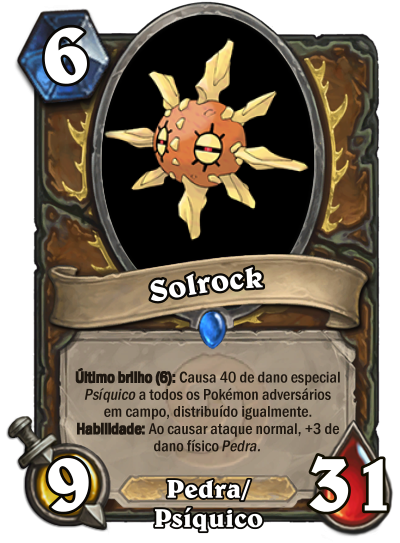 6
Solrock
Último brilho (6): Causa 40 de dano especial
Psíquico a todos os Pokémon adversários
em campo, distribuído igualmente.
Habilidade: Ao causar ataque normal, +3 de
dano físico Pedra.
9
Pedra/
Psíquico
31